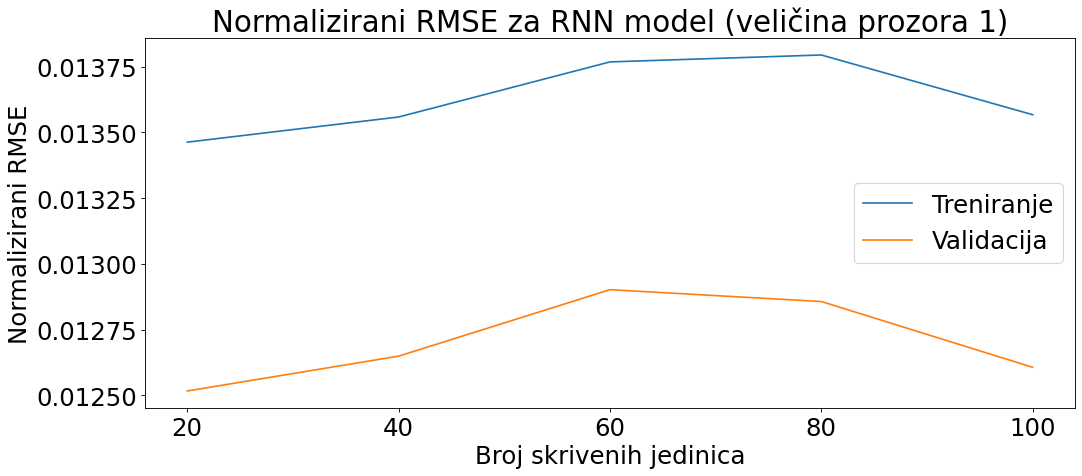 Normalizirani RMSE za RNN model (veličina prozora 1)
Normalizirani RMSE
0.01375
0.01350
0.01325
0.01300
0.01275
0.01250
Treniranje
Validacija
20 40 60 80 100
Broj skrivenih jedinica